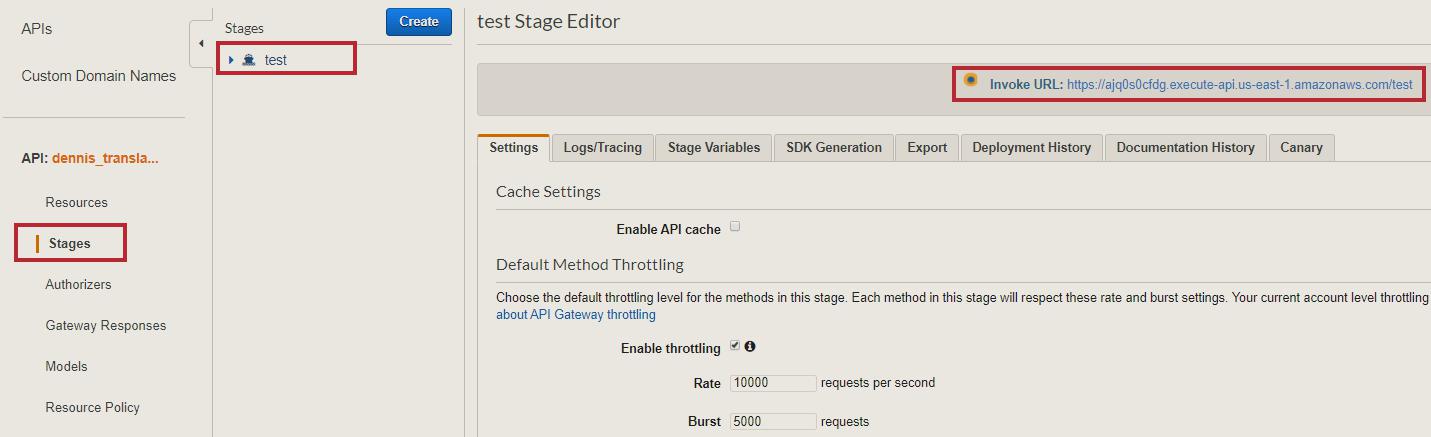 APIs
Custom Domain Names
API: dennis_transla...
Resources
Stages
Authorizers
Gateway Responses
Models
Resource Policy
Stages
Create
test
test Stage Editor
Invoke URL: https://ajq0s0cfdg.execute-api.us-east-1.amazonaws.com/test
Settings
Logs/Tracing
Stage Variables
SDK Generation
Export
Deployment History
Documentation History
Canary
Cache Settings
Enable API cache
Default Method Throttling
Choose the default throttling level for the methods in this stage. Each method in this stage will respect these rate and burst settings. Your current account level throttling
about API Gateway throttling
Enable throttling
Rate 10000 requests per second
Burst 5000 requests